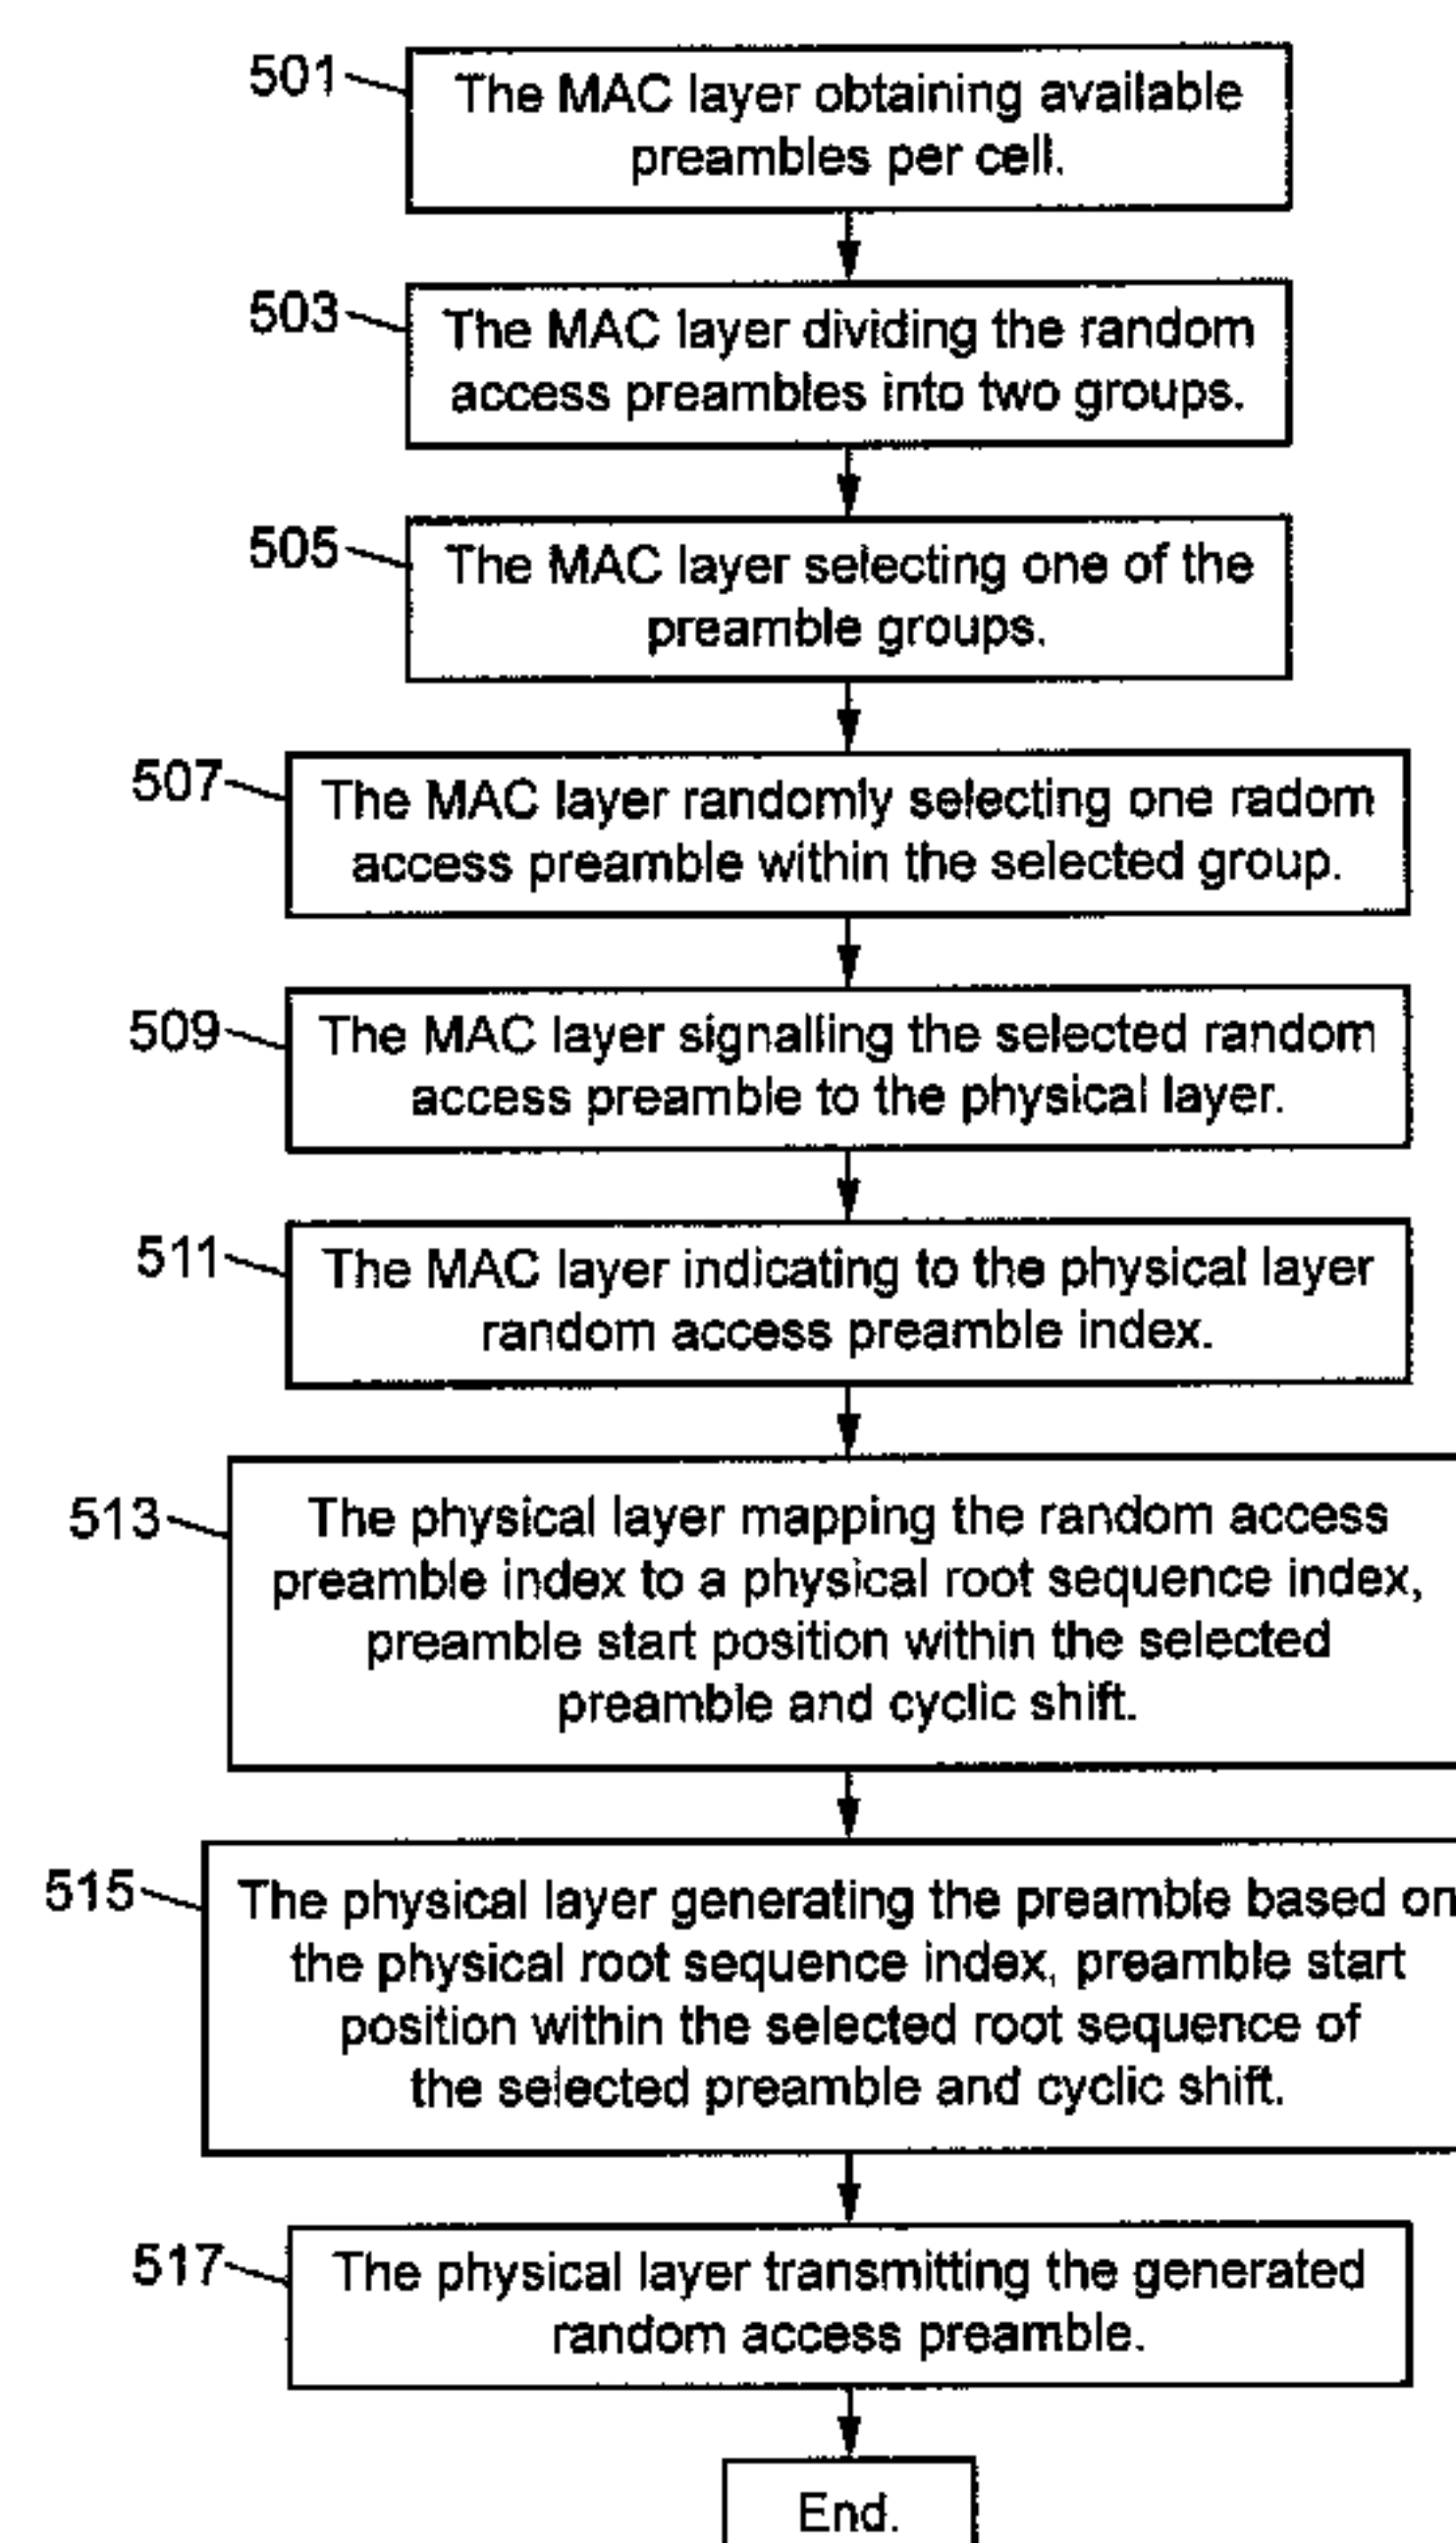 501
The MAC layer obtaining available
preambles per cell.
503
The MAC layer dividing the random
access preambles into two groups.
505
The MAC layer selecting one of the
preamble groups.
507
The MAC layer randomly selecting one radom
access preamble within the selected group.
509
The MAC layer signalling the selected random
access preamble to the physical layer.
511
The MAC layer indicating to the physical layer
random access preamble index.
513
The physical layer mapping the random access
preamble index to a physical root sequence index,
preamble start position within the selected
preamble and cyclic shift.
515
The physical layer generating the preamble based on
the physical root sequence index, preamble start
position within the selected root sequence of
the selected preamble and cyclic shift.
517
The physical layer transmitting the generated
random access preamble.
End.